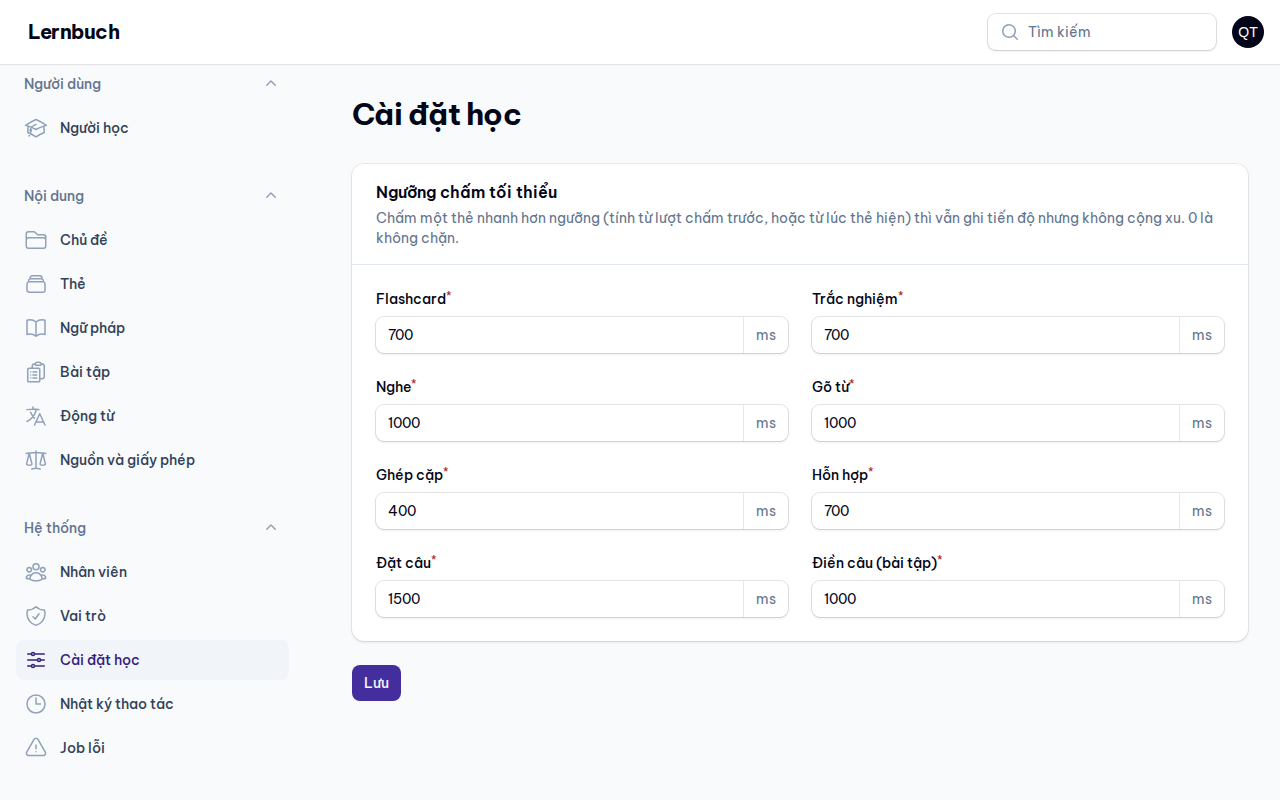 Lernbuch
Tìm kiếm
QT
Người dùng
Người học
Nội dung
Chủ đề
Thẻ
Ngữ pháp
Bài tập
Động từ
Nguồn và giấy phép
Hệ thống
Nhân viên
Vai trò
Cài đặt học
Nhật ký thao tác
Job lỗi
Cài đặt học
Ngưỡng chấm tối thiểu
Chấm một thẻ nhanh hơn ngưỡng (tính từ lượt chấm trước, hoặc từ lúc thẻ hiện) thì vẫn ghi tiến độ nhưng không cộng xu. 0 là
không chặn.
Flashcard*
Trắc nghiệm*
700 ms
700 ms
Nghe*
Gõ từ*
1000 ms
1000 ms
Ghép cặp*
Hỗn hợp*
400 ms
700 ms
Đặt câu*
Điền câu (bài tập)*
1500 ms
1000 ms
Lưu